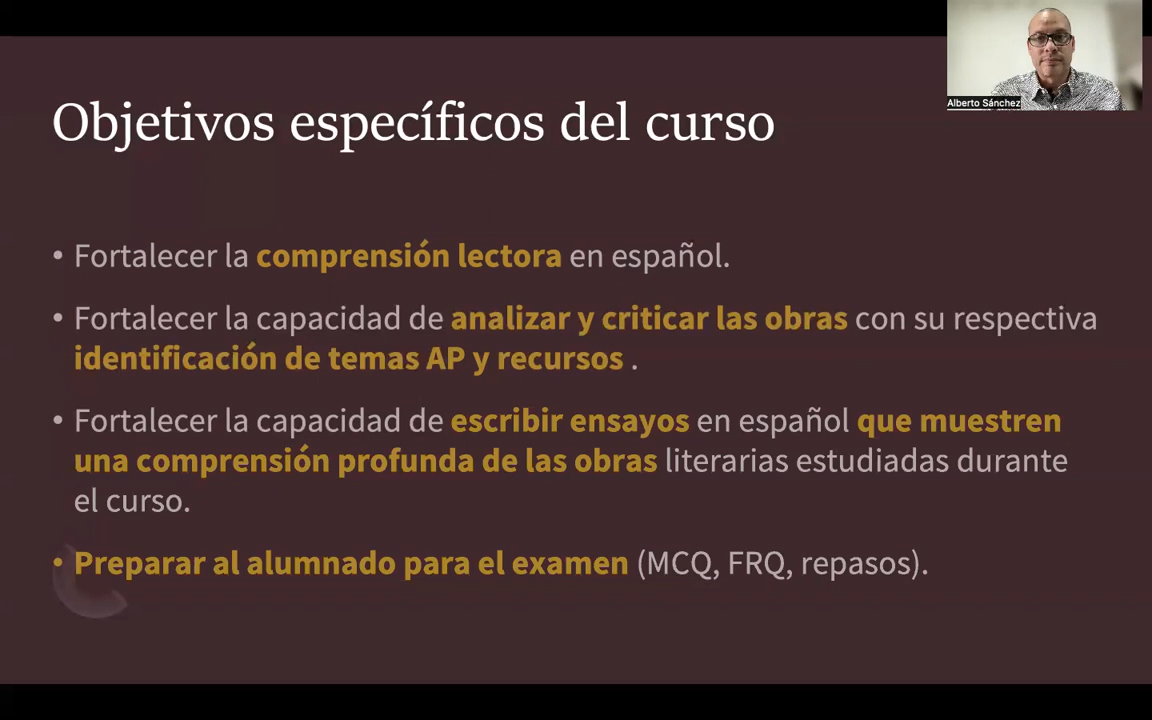 Alberto Sánchez
Objetivos específicos del curso
• Fortalecer la comprensión lectora en español.
• Fortalecer la capacidad de analizar y criticar las obras con su respectiva
identificación de temas AP y recursos .
• Fortalecer la capacidad de escribir ensayos en español que muestren
una comprensión profunda de las obras literarias estudiadas durante
el curso.
• Preparar al alumnado para el examen (MCQ, FRQ, repasos).